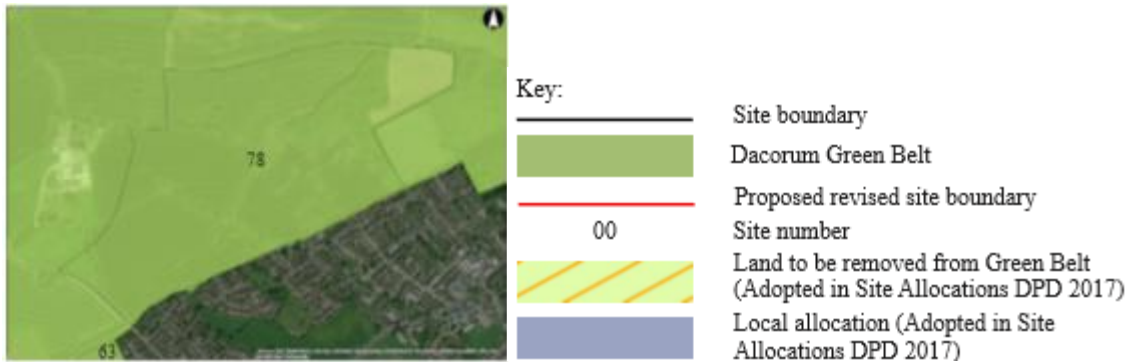 78
63
Key:
Site boundary
Dacorum Green Belt
Proposed revised site boundary
00 Site number
Land to be removed from Green Belt
(Adopted in Site Allocations DPD 2017)
Local allocation (Adopted in Site
Allocations DPD 2017)